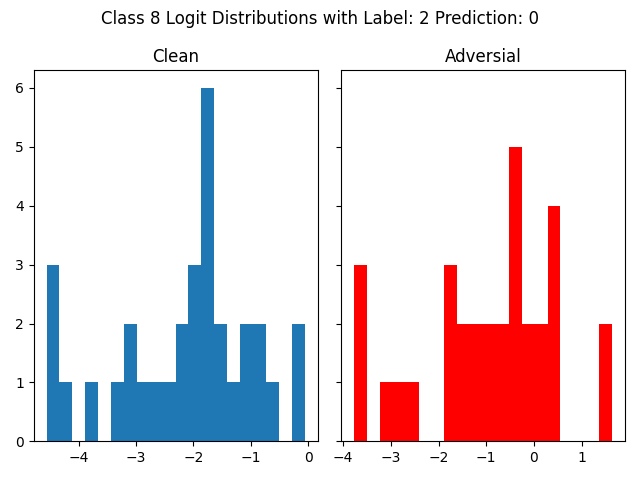 Class 8 Logit Distributions with Label: 2 Prediction: 0
Clean
Adversial
6
5
4
3
2
1
0
−4 −3 −2 −1 0
−4 −3 −2 −1 0 1